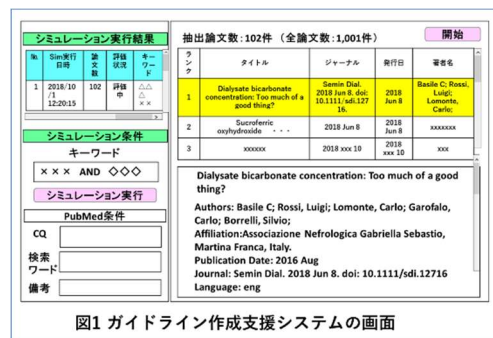 シミュレーション実行結果
No. Sim実行日時 論文数 評価状況 キーワード
1 2018/10/1 12:20:15 102 評価中 △△△××
シミュレーション条件
キーワード
××× AND ◇◇◇
シミュレーション実行
PubMed条件
CQ
検索ワード
備考
抽出論文数:102件 (全論文数:1,001件)
開始
ランク タイトル ジャーナル 発行日 著者名
1 Dialysate bicarbonate concentration: Too much of a good thing? Semin Dial. 2018 Jun 8. doi: 10.1111/sdi.12716. 2018 Jun 8 Basile C; Rossi, Luigi; Lomonte, Carlo;
2 Sucroferric oxyhydroxide ・・・ 2018 Jun 8 2018 Jun 8 xxxxxxx
3 xxxxxx 2018 xxx 10 2018 xxx 10 xxx
Dialysate bicarbonate concentration: Too much of a good
thing?
Authors: Basile C; Rossi, Luigi; Lomonte, Carlo; Garofalo,
Carlo; Borrelli, Silvio;
Affiliation:Associazione Nefrologica Gabriella Sebastio,
Martina Franca, Italy.
Publication Date: 2016 Aug
Journal: Semin Dial. 2018 Jun 8. doi: 10.1111/sdi.12716
Language: eng
図1 ガイドライン作成支援システムの画面